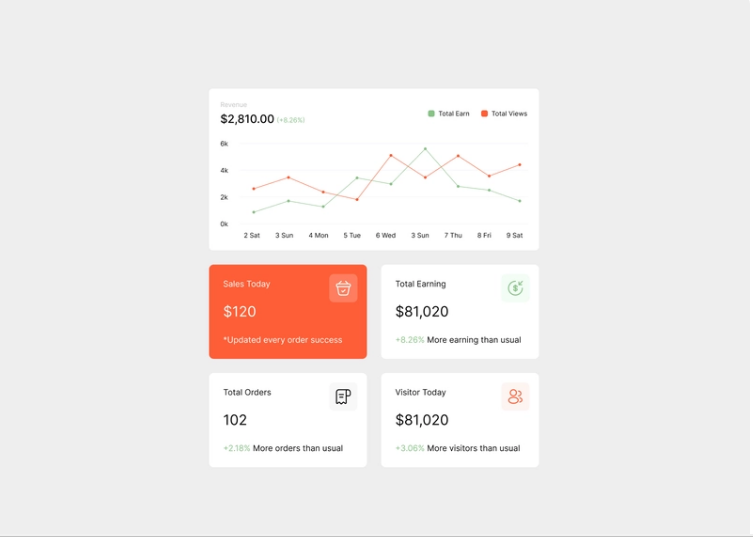 Revenue
$2,810.00 (+6.26%)
Total Earn Total Views
6k
4k
2k
0k
2 Sat 3 Sun 4 Mon 5 Tue 6 Wed 3 Sun 7 Thu 8 Fri 9 Sat
Sales Today
$120
*Updated every order success
Total Earning
$81,020
+8.26% More earning than usual
Total Orders
102
+2.18% More orders than usual
Visitor Today
$81,020
+3.06% More visitors than usual